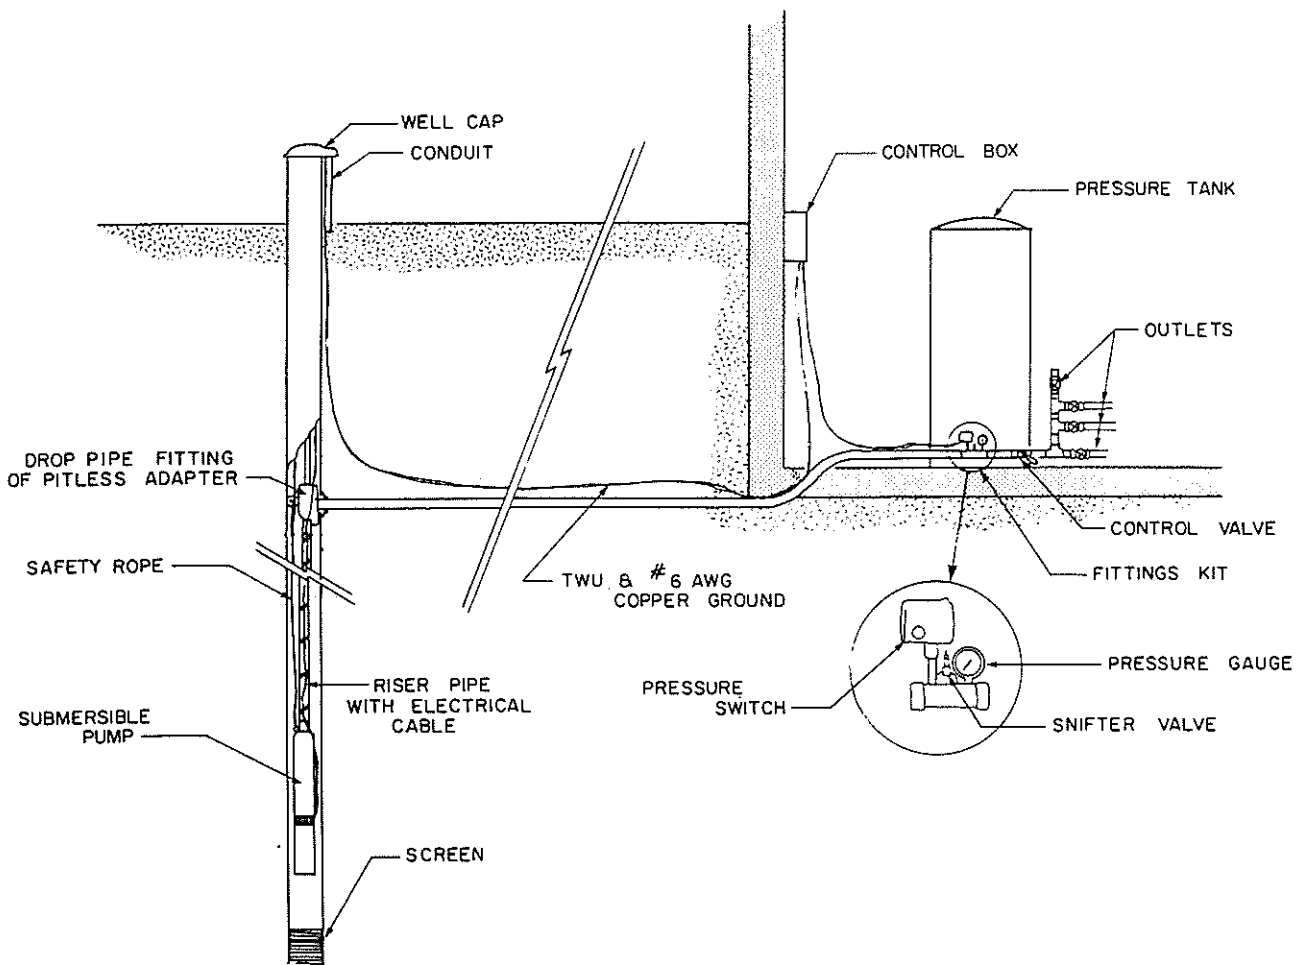 WELL CAP
CONDUIT
CONTROL BOX
PRESSURE TANK
OUTLETS
DROP PIPE FITTING
OF PITLESS ADAPTER
SAFETY ROPE
TWU & #6 AWG
COPPER GROUND
CONTROL VALVE
FITTINGS KIT
RISER PIPE
WITH ELECTRICAL
CABLE
SUBMERSIBLE
PUMP
PRESSURE
SWITCH
PRESSURE GAUGE
SNIFTER VALVE
SCREEN